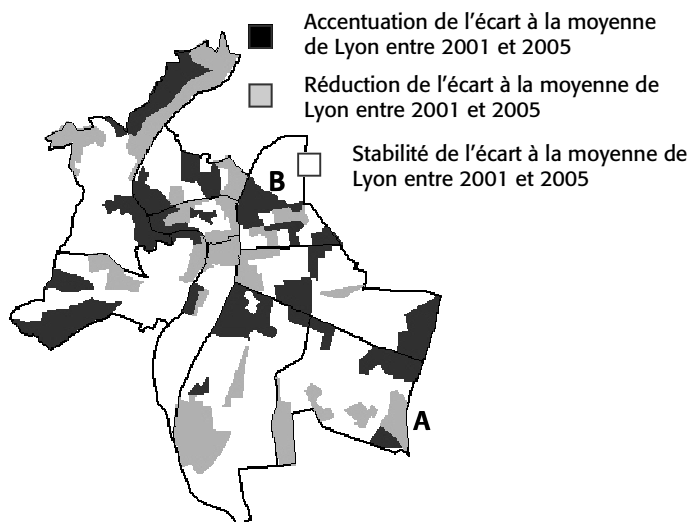 Accentuation de l'écart à la moyenne
de Lyon entre 2001 et 2005
Réduction de l'écart à la moyenne de
Lyon entre 2001 et 2005
Stabilité de l'écart à la moyenne de
Lyon entre 2001 et 2005
B
A